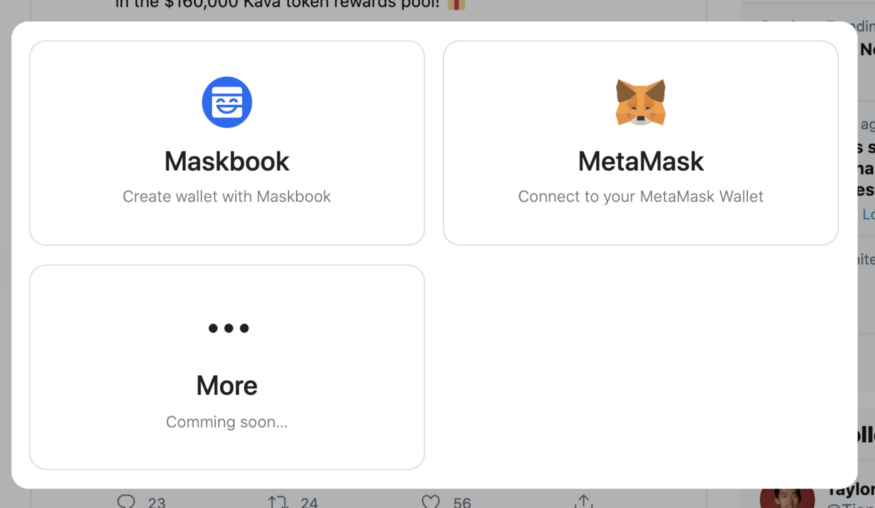 in the $160,000 Kava token rewards pool!
Maskbook
Create wallet with Maskbook
MetaMask
Connect to your MetaMask Wallet
More
Comming soon...
23
24
56
Taylor